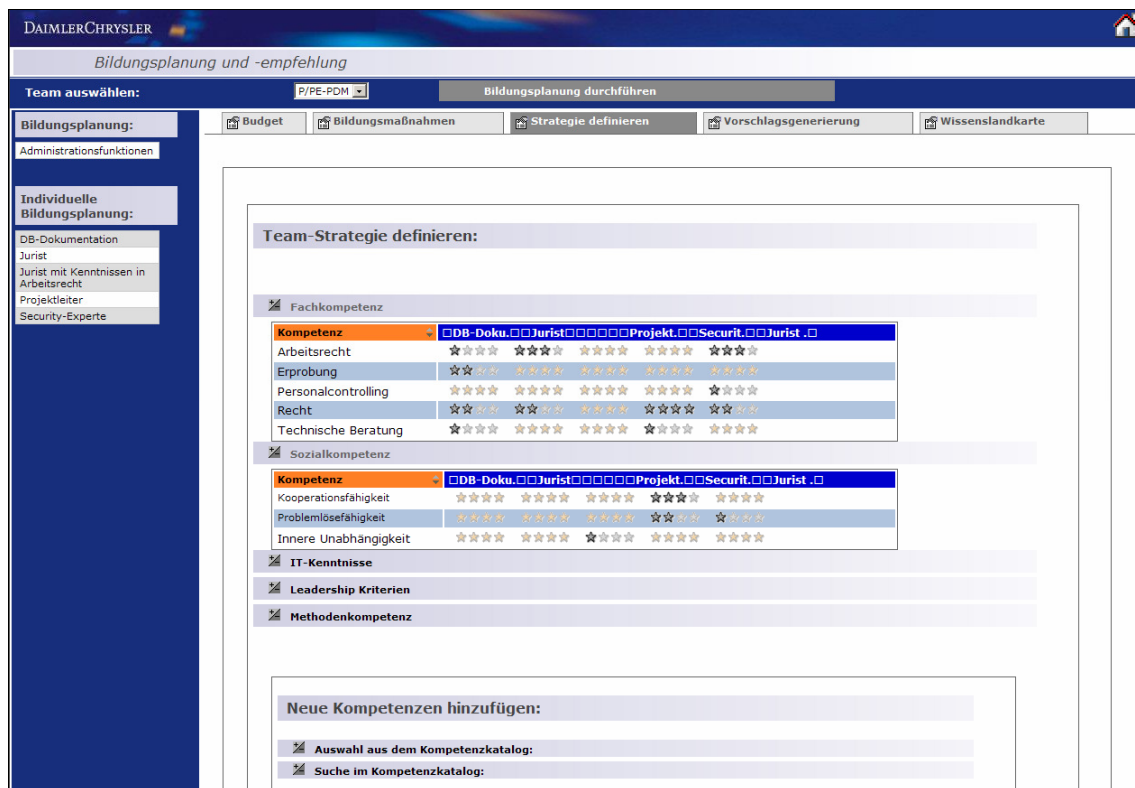 DAIMLERCHRYSLER
Bildungsplanung und -empfehlung
Team auswählen: P/PE-PDM Bildungsplanung durchführen
Budget Bildungsmaßnahmen Strategie definieren Vorschlagsgenerierung Wissenslandkarte
Bildungsplanung:
Administrationsfunktionen
Individuelle
Bildungsplanung:
DB-Dokumentation
Jurist
Jurist mit Kenntnissen in
Arbeitsrecht
Projektleiter
Security-Experte
Team-Strategie definieren:
Fachkompetenz
Kompetenz □DB-Doku.□□Jurist□□□□□□Projekt.□□Securit.□□Jurist .□
Arbeitsrecht
Erprobung
Personalcontrolling
Recht
Technische Beratung
Sozialkompetenz
Kompetenz □DB-Doku.□□Jurist□□□□□□Projekt.□□Securit.□□Jurist .□
Kooperationsfähigkeit
Problemlösefähigkeit
Innere Unabhängigkeit
IT-Kenntnisse
Leadership Kriterien
Methodenkompetenz
Neue Kompetenzen hinzufügen:
Auswahl aus dem Kompetenzkatalog:
Suche im Kompetenzkatalog: